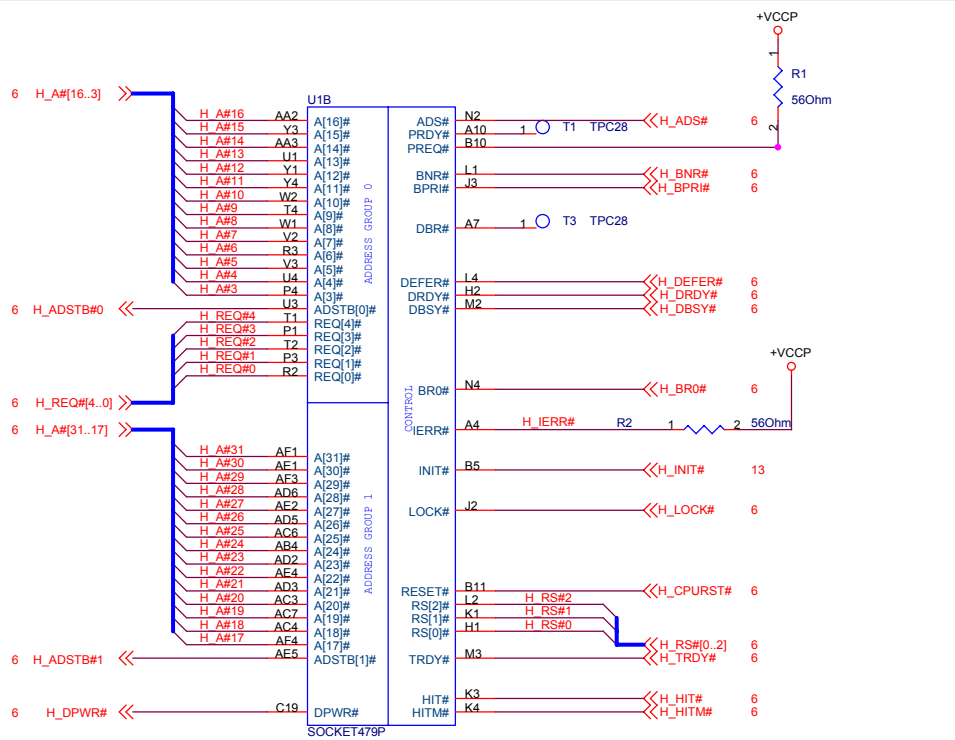 +VCCP
1
R1
56Ohm
2
6 H_A#[16..3]
U1B
H_A#16 AA2 A[16]# ADS# N2 H_ADS# 6
H_A#15 Y3 A[15]# PRDY# A10 1 T1 TPC28
H_A#14 AA3 A[14]# PREQ# B10
H_A#13 U1 A[13]#
H_A#12 Y1 A[12]# BNR# L1 H_BNR# 6
H_A#11 Y4 A[11]# BPRI# J3 H_BPRI# 6
H_A#10 W2 A[10]#
H_A#9 T4 A[9]#
H_A#8 W1 A[8]# DBR# A7 1 T3 TPC28
H_A#7 V2 A[7]#
H_A#6 R3 A[6]#
H_A#5 V3 A[5]#
H_A#4 U4 A[4]# DEFER# L4 H_DEFER# 6
H_A#3 P4 A[3]# DRDY# H2 H_DRDY# 6
6 H_ADSTB#0 U3 ADSTB[0]# DBSY# M2 H_DBSY# 6
ADDRESS GROUP 0
H_REQ#4 T1 REQ[4]#
H_REQ#3 P1 REQ[3]#
H_REQ#2 T2 REQ[2]#
H_REQ#1 P3 REQ[1]#
H_REQ#0 R2 REQ[0]#
+VCCP
6 H_REQ#[4..0] BR0# N4 H_BR0# 6
CONTROL
6 H_A#[31..17] IERR# A4 H_IERR# R2 1 2 56Ohm
H_A#31 AF1 A[31]#
H_A#30 AE1 A[30]# INIT# B5 H_INIT# 13
H_A#29 AF3 A[29]#
H_A#28 AD6 A[28]#
H_A#27 AE2 A[27]# LOCK# J2 H_LOCK# 6
H_A#26 AD5 A[26]#
H_A#25 AC6 A[25]#
H_A#24 AB4 A[24]#
H_A#23 AD2 A[23]#
H_A#22 AE4 A[22]#
H_A#21 AD3 A[21]# RESET# B11 H_CPURST# 6
H_A#20 AC3 A[20]# RS[2]# L2 H_RS#2
H_A#19 AC7 A[19]# RS[1]# K1 H_RS#1
H_A#18 AC4 A[18]# RS[0]# H1 H_RS#0
H_A#17 AF4 A[17]# H_RS#[0..2] 6
6 H_ADSTB#1 AE5 ADSTB[1]# TRDY# M3 H_TRDY# 6
ADDRESS GROUP 1
HIT# K3 H_HIT# 6
6 H_DPWR# C19 DPWR# HITM# K4 H_HITM# 6
SOCKET479P